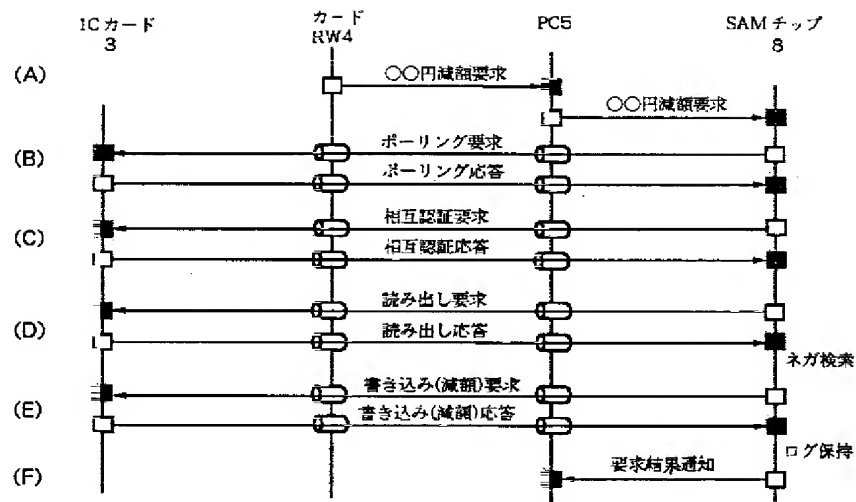 ICカード
3
カード
RW4
PC5
SAMチップ
8
(A)
○○円減額要求
○○円減額要求
(B)
ポーリング要求
ポーリング応答
(C)
相互認証要求
相互認証応答
(D)
読み出し要求
読み出し応答
ネガ検索
(E)
書き込み(減額)要求
書き込み(減額)応答
ログ保持
(F)
要求結果通知